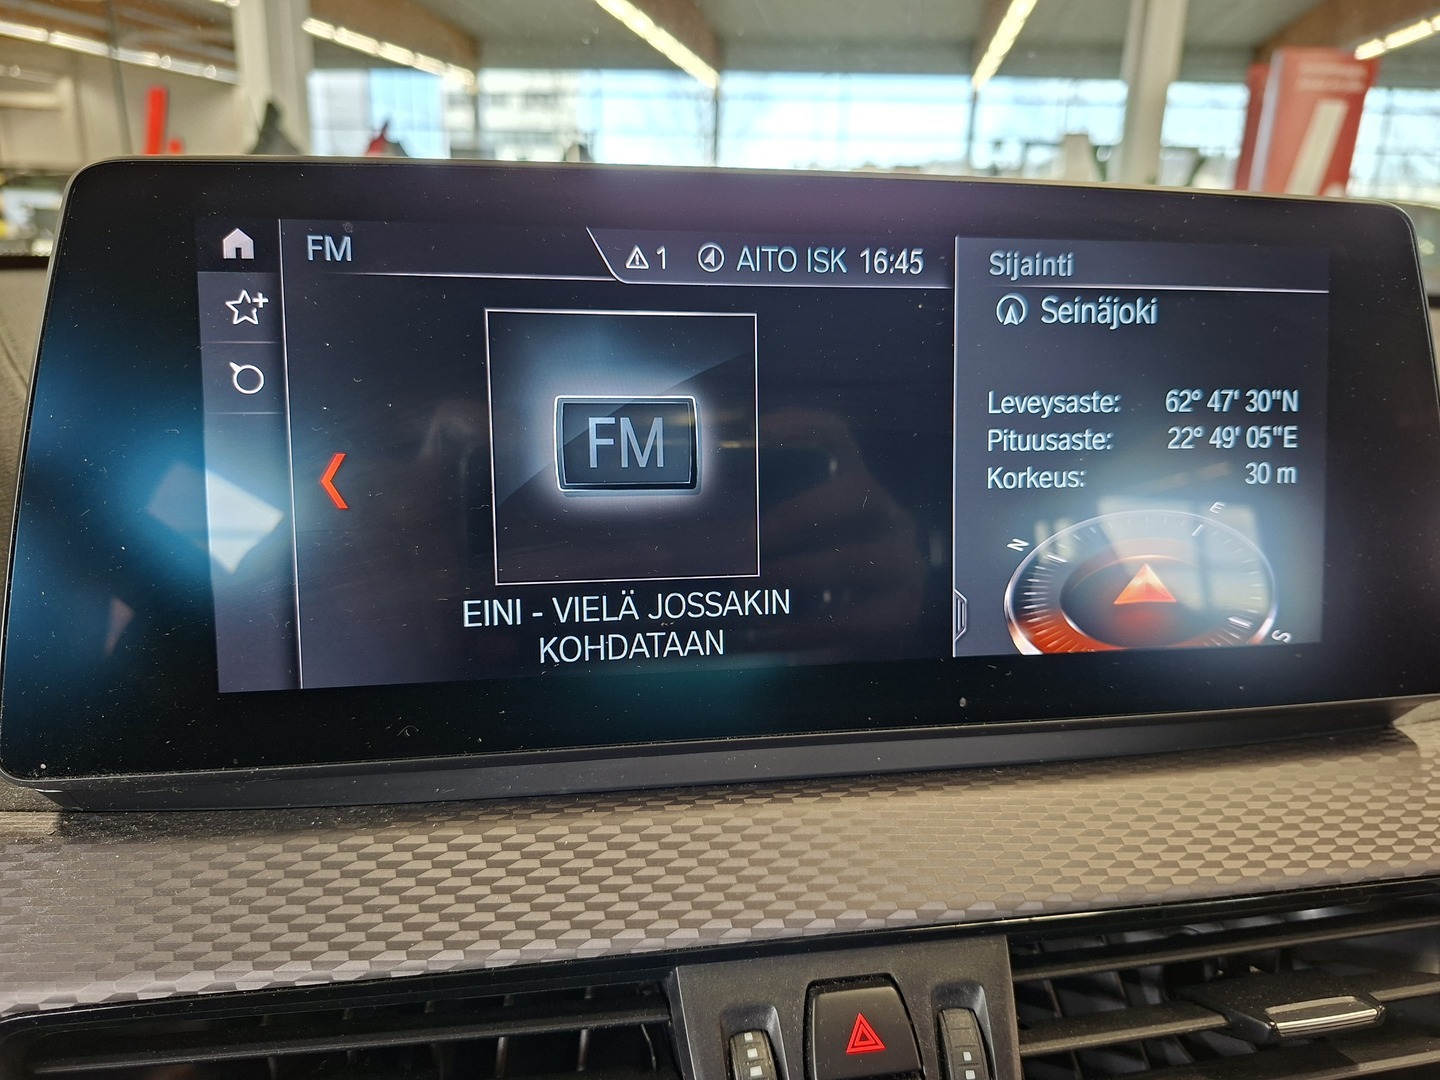 FM
1
AITO ISK 16:45
FM
EINI - VIELÄ JOSSAKIN
KOHDATAAN
Sijainti
Seinäjoki
Leveysaste: 62° 47' 30"N
Pituusaste: 22° 49' 05"E
Korkeus: 30 m
N
E
S